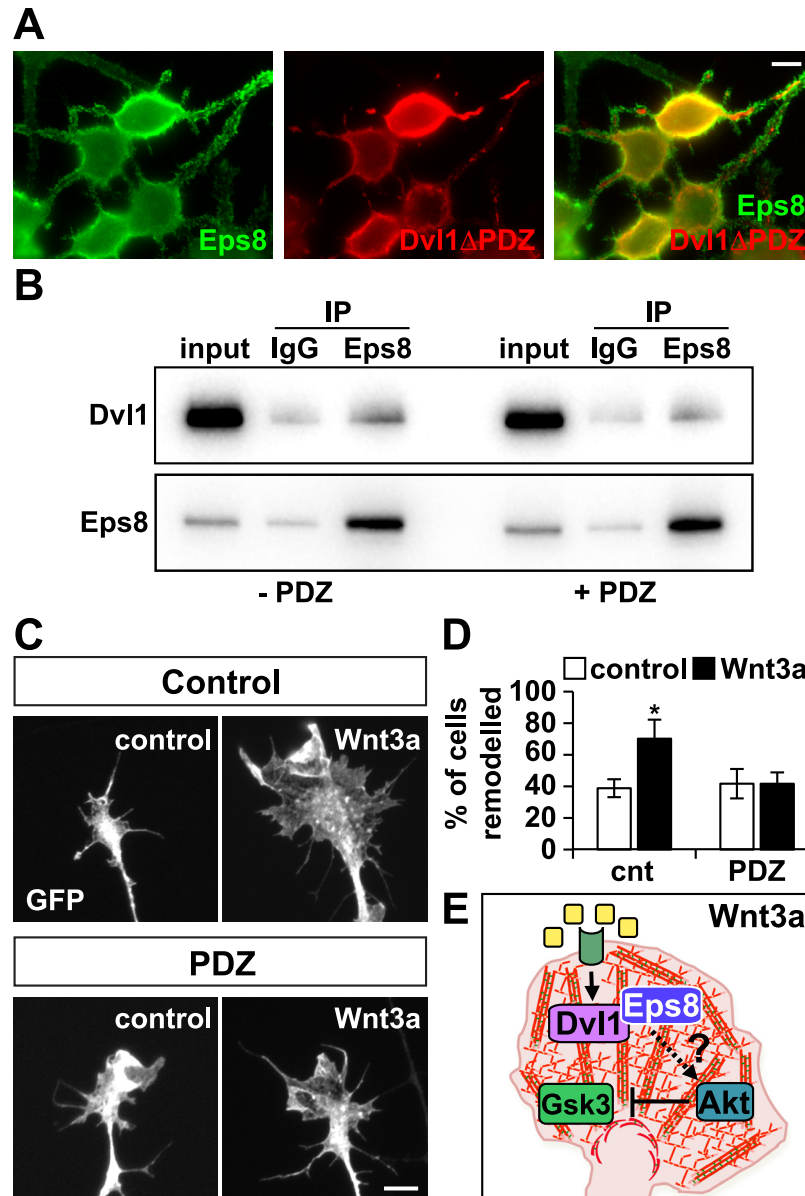 A
Eps8
Dvl1ΔPDZ
Eps8
Dvl1ΔPDZ
B
IP
IP
input IgG Eps8
input IgG Eps8
Dvl1
Eps8
- PDZ
+ PDZ
C
Control
control
Wnt3a
GFP
PDZ
control
Wnt3a
D
control Wnt3a
% of cells
remodelled
100
80
60
40
20
0
*
cnt PDZ
E
Wnt3a
Eps8
Dvl1
?
Gsk3
Akt